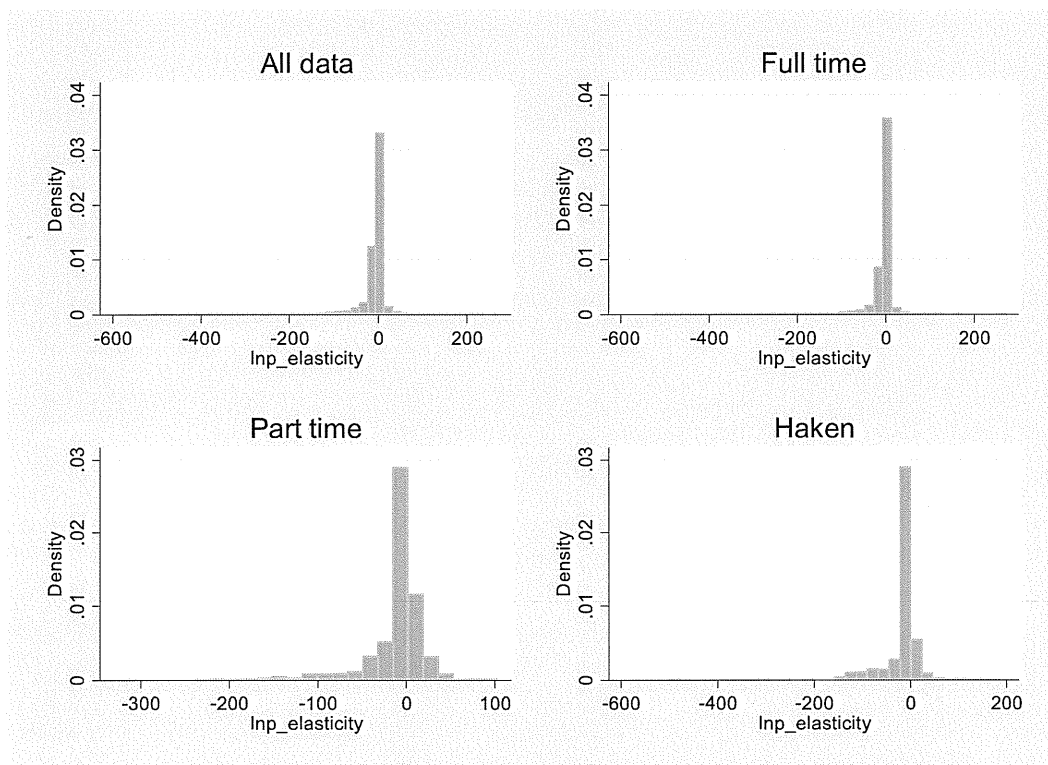 All data
Density
.04
.03
.02
.01
0
-600 -400 -200 0 200
lnp_elasticity
Full time
Density
.04
.03
.02
.01
0
-600 -400 -200 0 200
lnp_elasticity
Part time
Density
.03
.02
.01
0
-300 -200 -100 0 100
lnp_elasticity
Haken
Density
.03
.02
.01
0
-600 -400 -200 0 200
lnp_elasticity